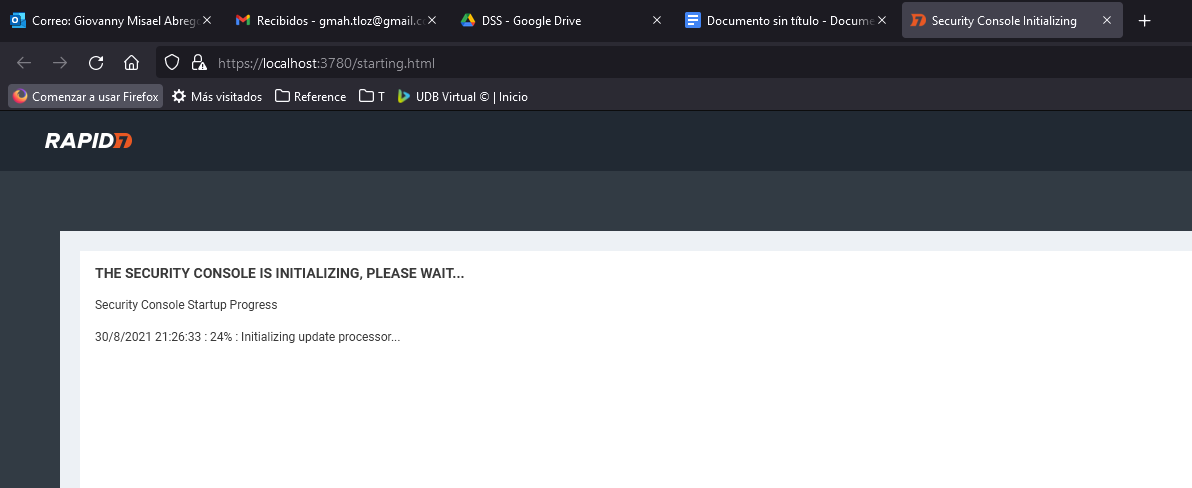 Correo: Giovanny Misael Abrego
Recibidos - gmah.tloz@gmail.c
DSS - Google Drive
Documento sin título - Docume
Security Console Initializing
https://localhost:3780/starting.html
Comenzar a usar Firefox
Más visitados
Reference
T
UDB Virtual © | Inicio
RAPID7
THE SECURITY CONSOLE IS INITIALIZING, PLEASE WAIT...
Security Console Startup Progress
30/8/2021 21:26:33 : 24% : Initializing update processor...